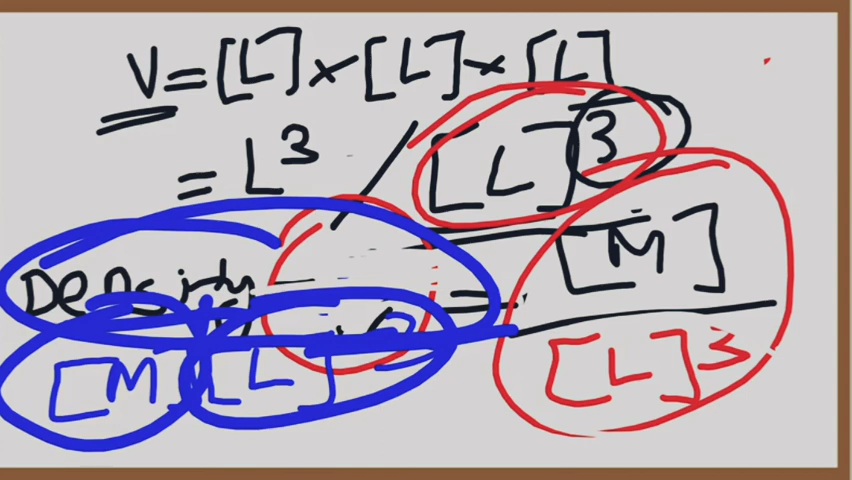 V = [L] × [L] × [L]
= L³ / [L]³
Density = [M]
[L]³
[M] [L]